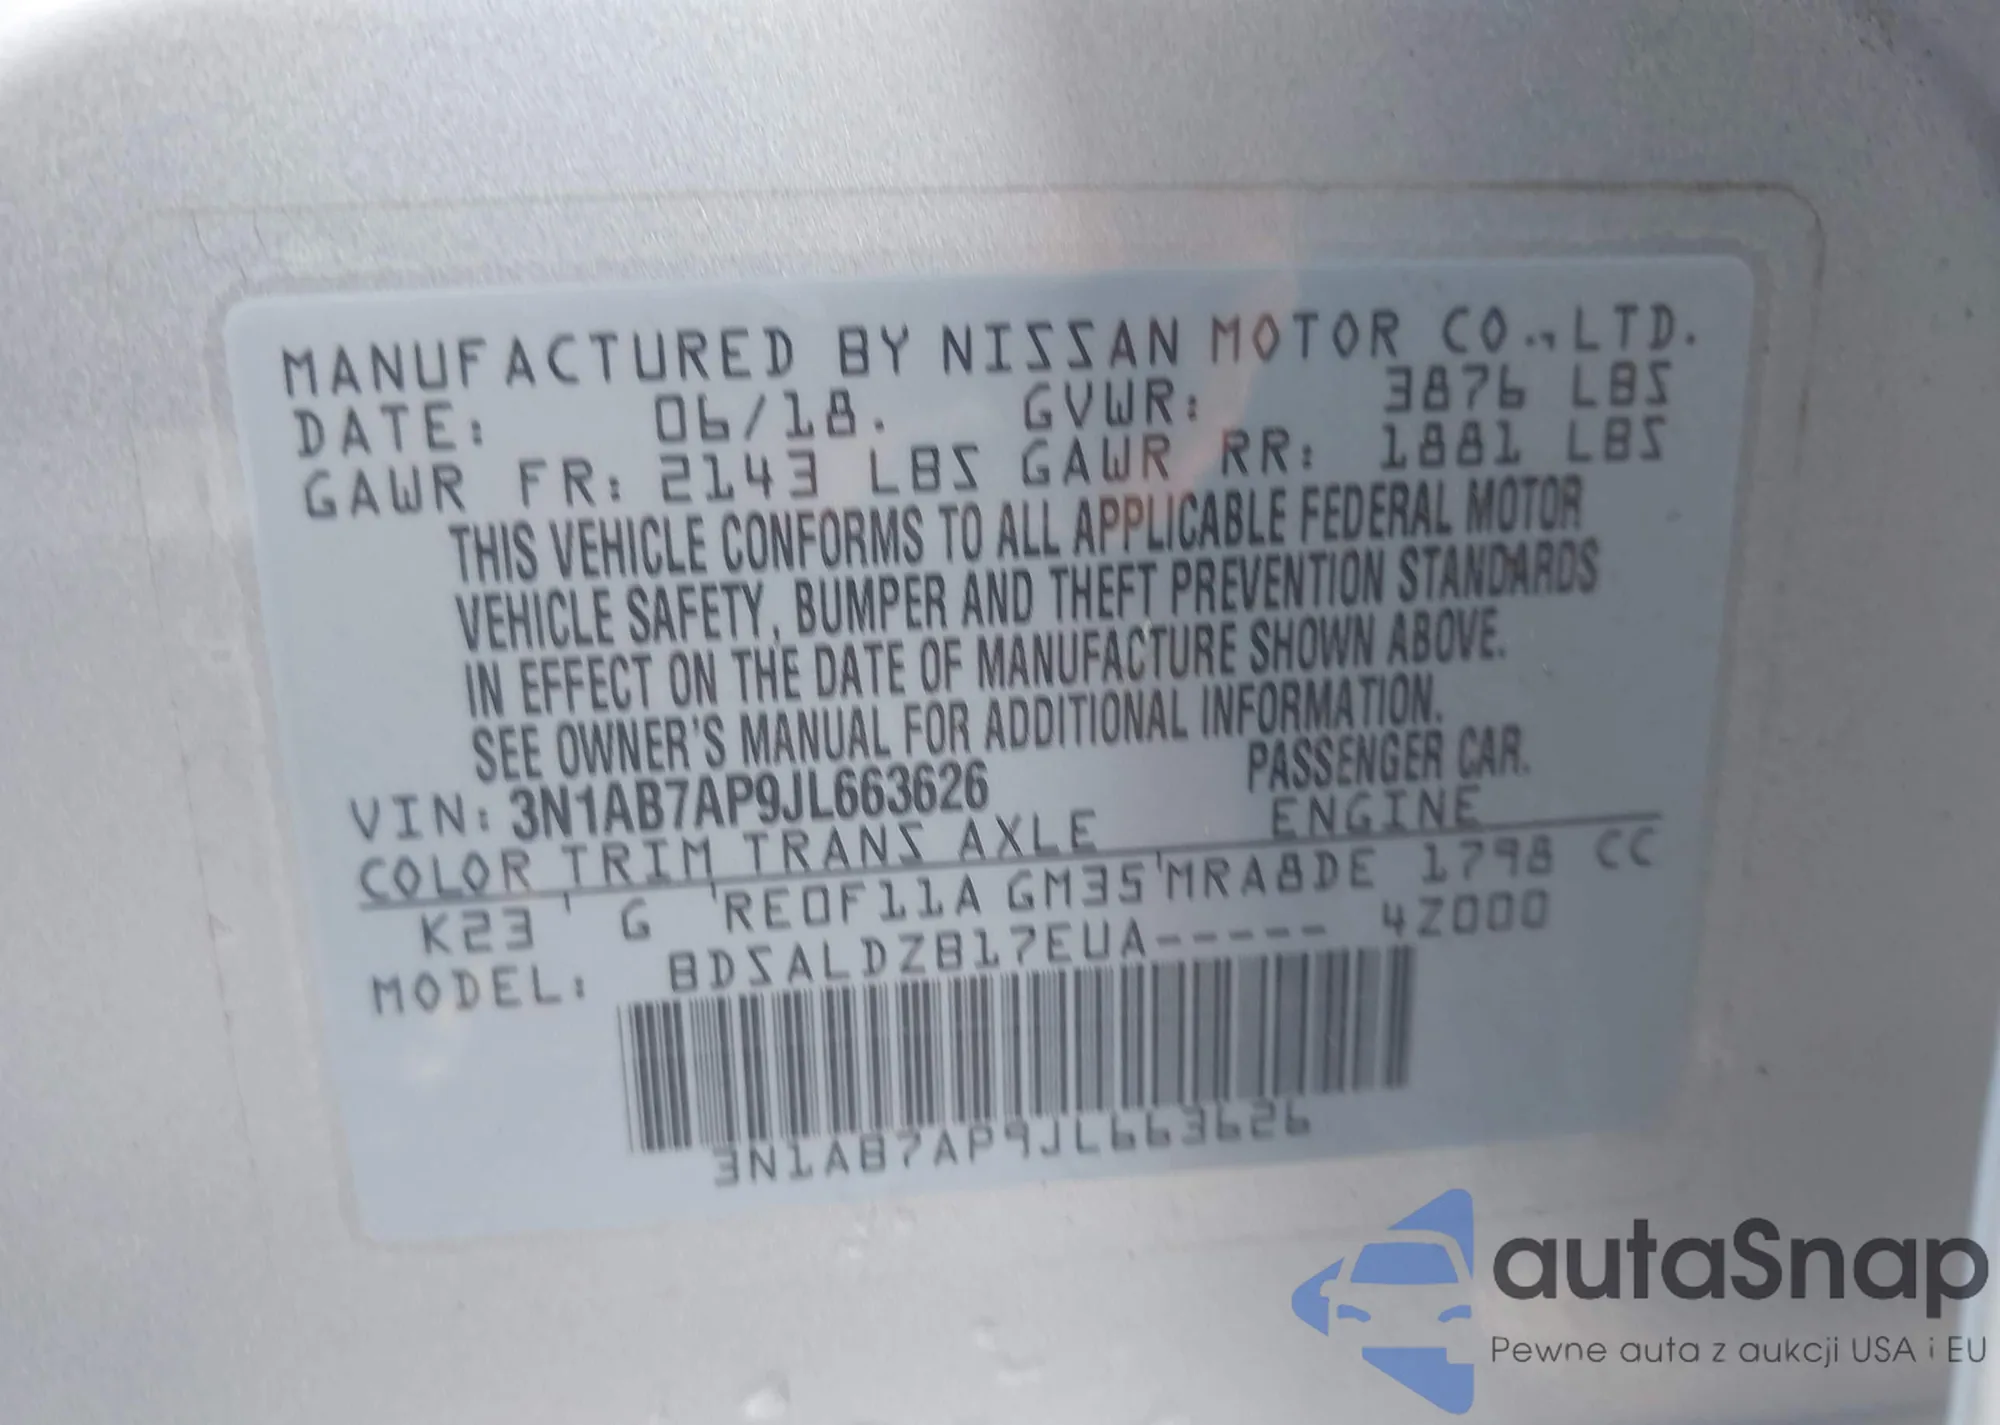 MANUFACTURED BY NISSAN MOTOR CO., LTD.
DATE: 06/18. GVWR: 3876 LBS
GAWR FR: 2143 LBS GAWR RR: 1881 LBS
THIS VEHICLE CONFORMS TO ALL APPLICABLE FEDERAL MOTOR
VEHICLE SAFETY, BUMPER AND THEFT PREVENTION STANDARDS
IN EFFECT ON THE DATE OF MANUFACTURE SHOWN ABOVE.
SEE OWNER'S MANUAL FOR ADDITIONAL INFORMATION.
VIN: 3N1AB7AP9JL663626 PASSENGER CAR.
COLOR TRIM TRANS AXLE ENGINE
K23 G RE0F11A GM35 MRA8DE 1798 CC
MODEL: BDSALDZB17EUA----- 4Z000
3N1AB7AP9JL663626
autaSnap
Pewne auta z aukcji USA i EU